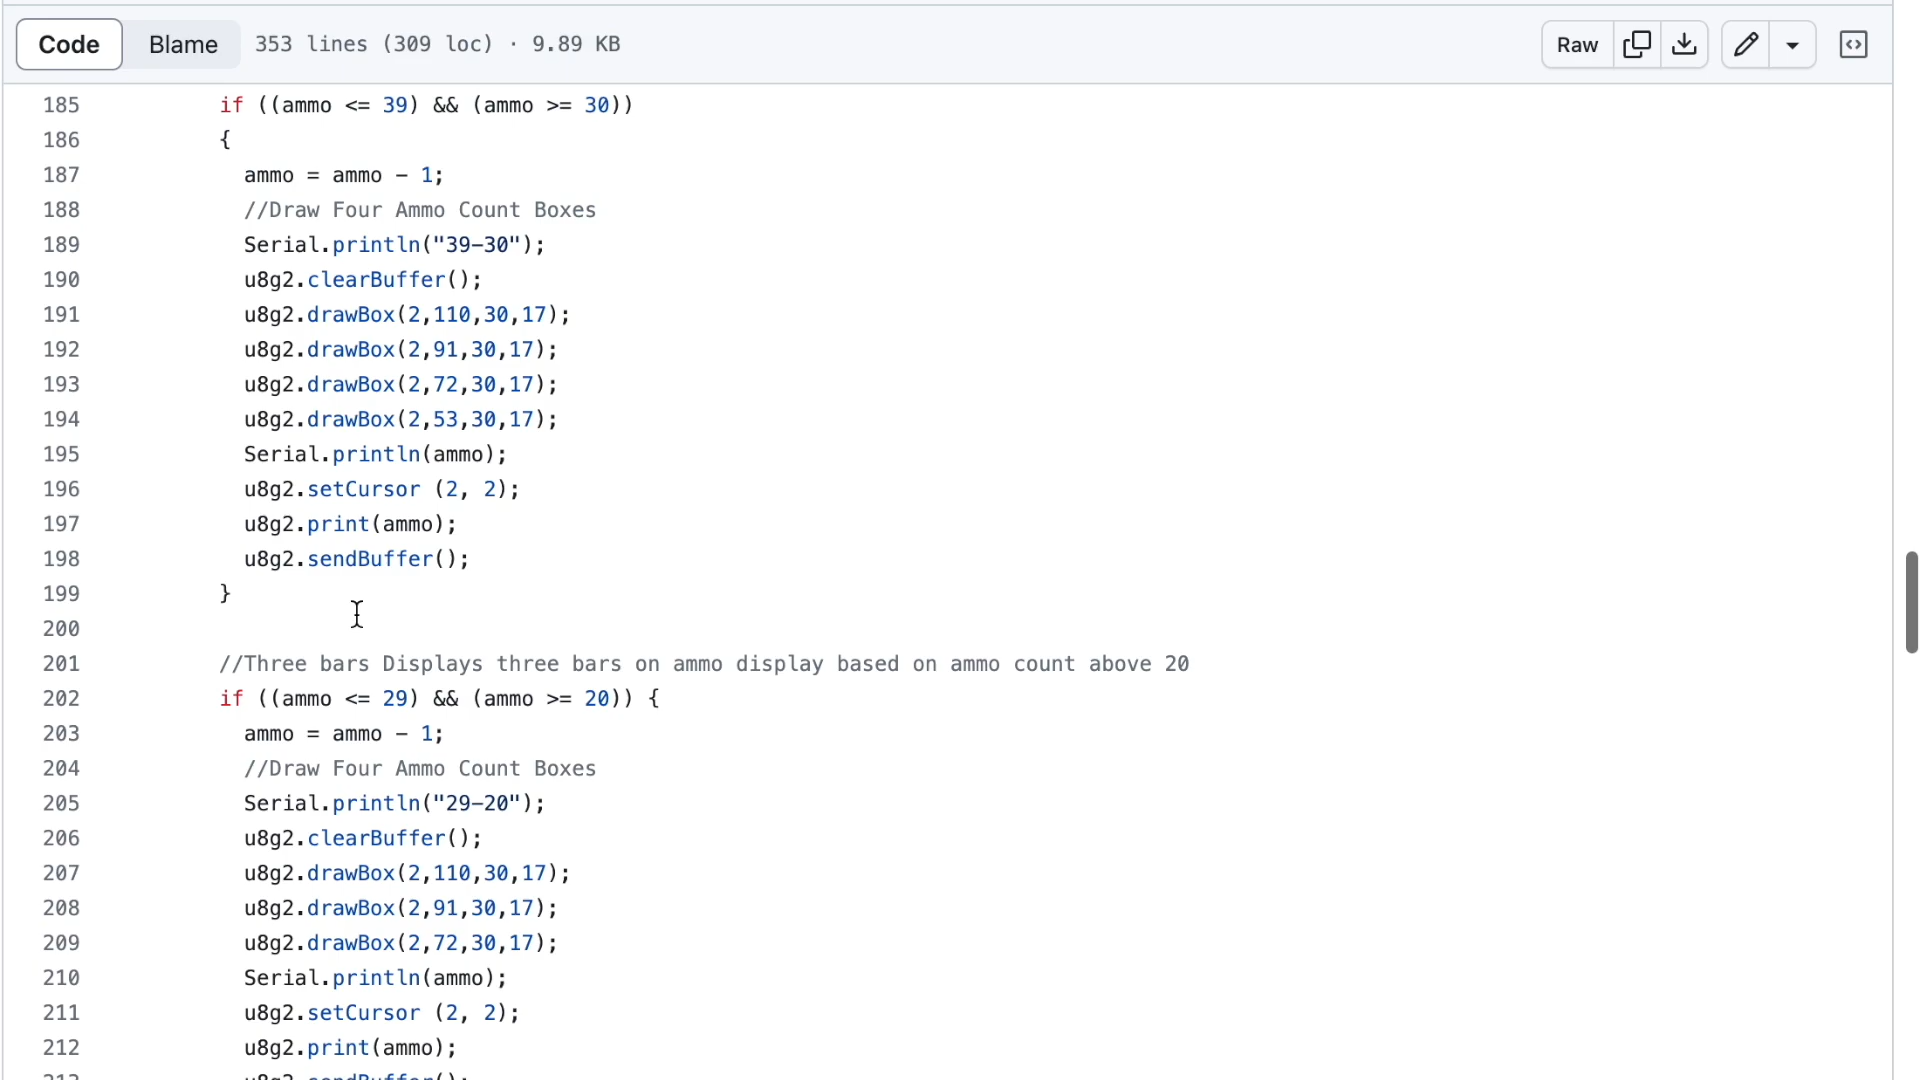 Code Blame 353 lines (309 loc) · 9.89 KB Raw
185 if ((ammo <= 39) && (ammo >= 30))
186 {
187 ammo = ammo - 1;
188 //Draw Four Ammo Count Boxes
189 Serial.println("39-30");
190 u8g2.clearBuffer();
191 u8g2.drawBox(2,110,30,17);
192 u8g2.drawBox(2,91,30,17);
193 u8g2.drawBox(2,72,30,17);
194 u8g2.drawBox(2,53,30,17);
195 Serial.println(ammo);
196 u8g2.setCursor (2, 2);
197 u8g2.print(ammo);
198 u8g2.sendBuffer();
199 }
200
201 //Three bars Displays three bars on ammo display based on ammo count above 20
202 if ((ammo <= 29) && (ammo >= 20)) {
203 ammo = ammo - 1;
204 //Draw Four Ammo Count Boxes
205 Serial.println("29-20");
206 u8g2.clearBuffer();
207 u8g2.drawBox(2,110,30,17);
208 u8g2.drawBox(2,91,30,17);
209 u8g2.drawBox(2,72,30,17);
210 Serial.println(ammo);
211 u8g2.setCursor (2, 2);
212 u8g2.print(ammo);
213 u8g2.sendBuffer();